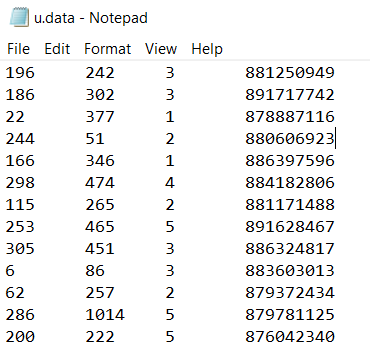 u.data - Notepad
File Edit Format View Help
196 242 3 881250949
186 302 3 891717742
22 377 1 878887116
244 51 2 880606923
166 346 1 886397596
298 474 4 884182806
115 265 2 881171488
253 465 5 891628467
305 451 3 886324817
6 86 3 883603013
62 257 2 879372434
286 1014 5 879781125
200 222 5 876042340